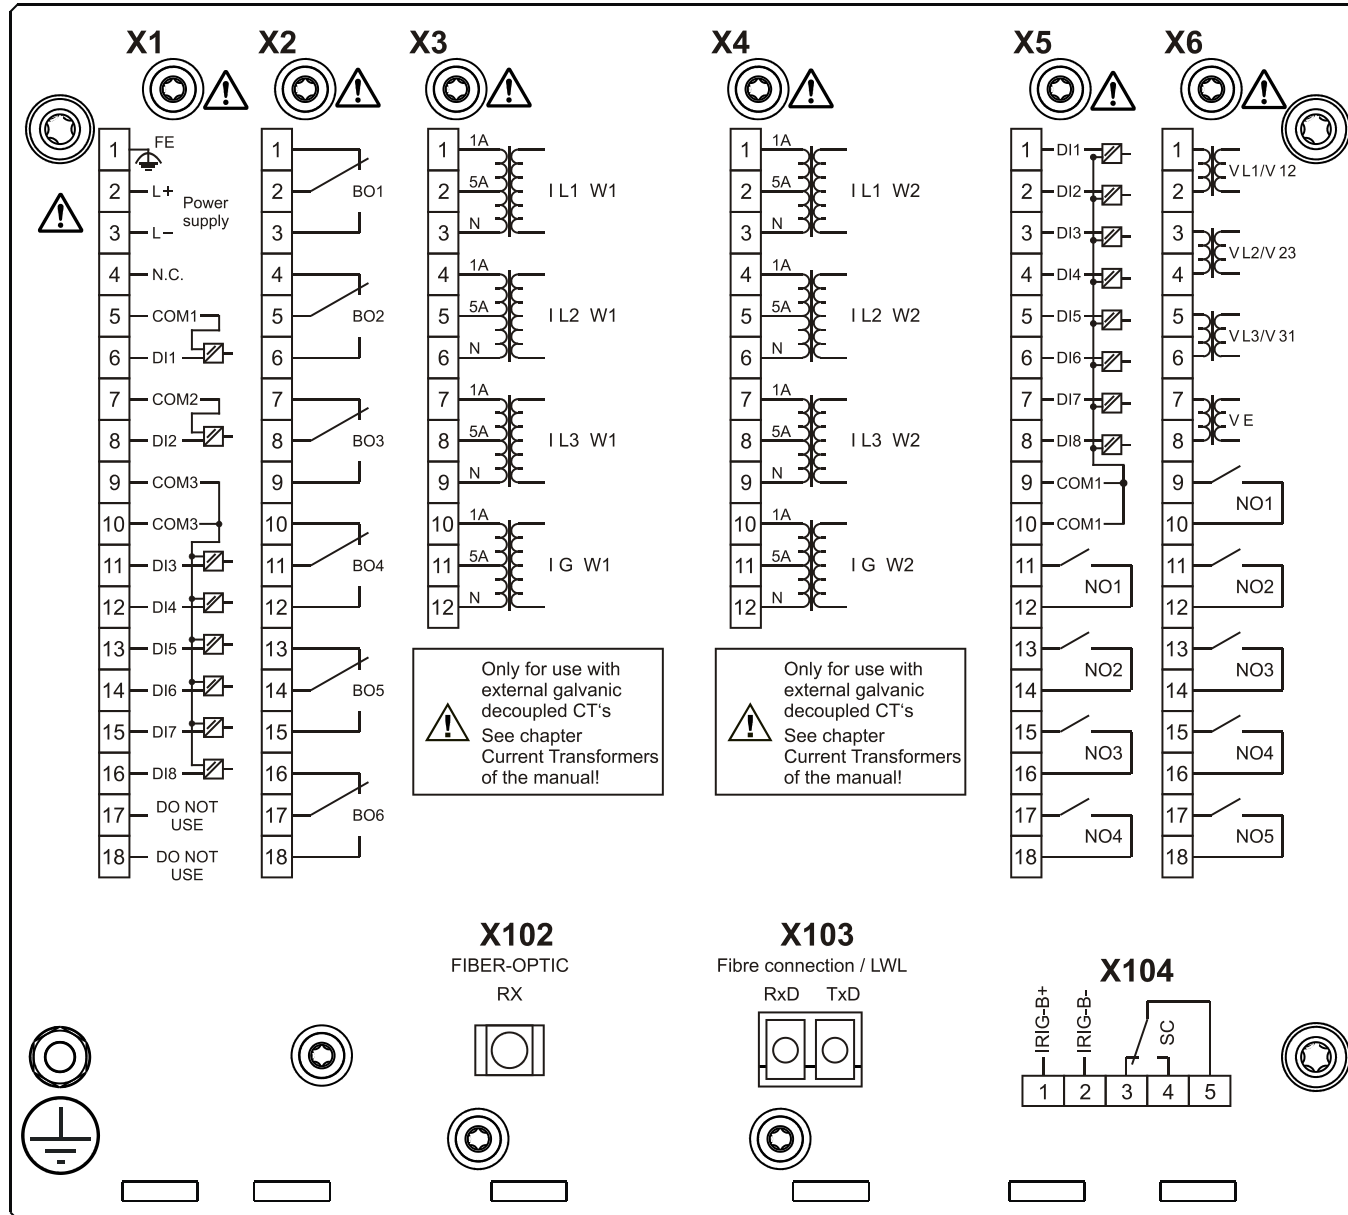 X1
X2
X3
X4
X5
X6
1 FE
2 L+
Power
supply
3 L–
4 N.C.
5 COM1
6 DI1
7 COM2
8 DI2
9 COM3
10 COM3
11 DI3
12 DI4
13 DI5
14 DI6
15 DI7
16 DI8
17 DO NOT
USE
18 DO NOT
USE
1
2 BO1
3
4
5 BO2
6
7
8 BO3
9
10
11 BO4
12
13
14 BO5
15
16
17 BO6
18
1 1A
2 5A I L1 W1
3 N
4 1A
5 5A I L2 W1
6 N
7 1A
8 5A I L3 W1
9 N
10 1A
11 5A I G W1
12 N
Only for use with
external galvanic
decoupled CT's
See chapter
Current Transformers
of the manual!
1 1A
2 5A I L1 W2
3 N
4 1A
5 5A I L2 W2
6 N
7 1A
8 5A I L3 W2
9 N
10 1A
11 5A I G W2
12 N
Only for use with
external galvanic
decoupled CT's
See chapter
Current Transformers
of the manual!
1 DI1
2 DI2
3 DI3
4 DI4
5 DI5
6 DI6
7 DI7
8 DI8
9 COM1
10 COM1
11
NO1
12
13
NO2
14
15
NO3
16
17
NO4
18
1
VL1/V 12
2
3
VL2/V 23
4
5
VL3/V 31
6
7
V E
8
9
NO1
10
11
NO2
12
13
NO3
14
15
NO4
16
17
NO5
18
X102
FIBER-OPTIC
RX
X103
Fibre connection / LWL
RxD TxD
X104
IRIG-B+
IRIG-B-
SC
1 2 3 4 5